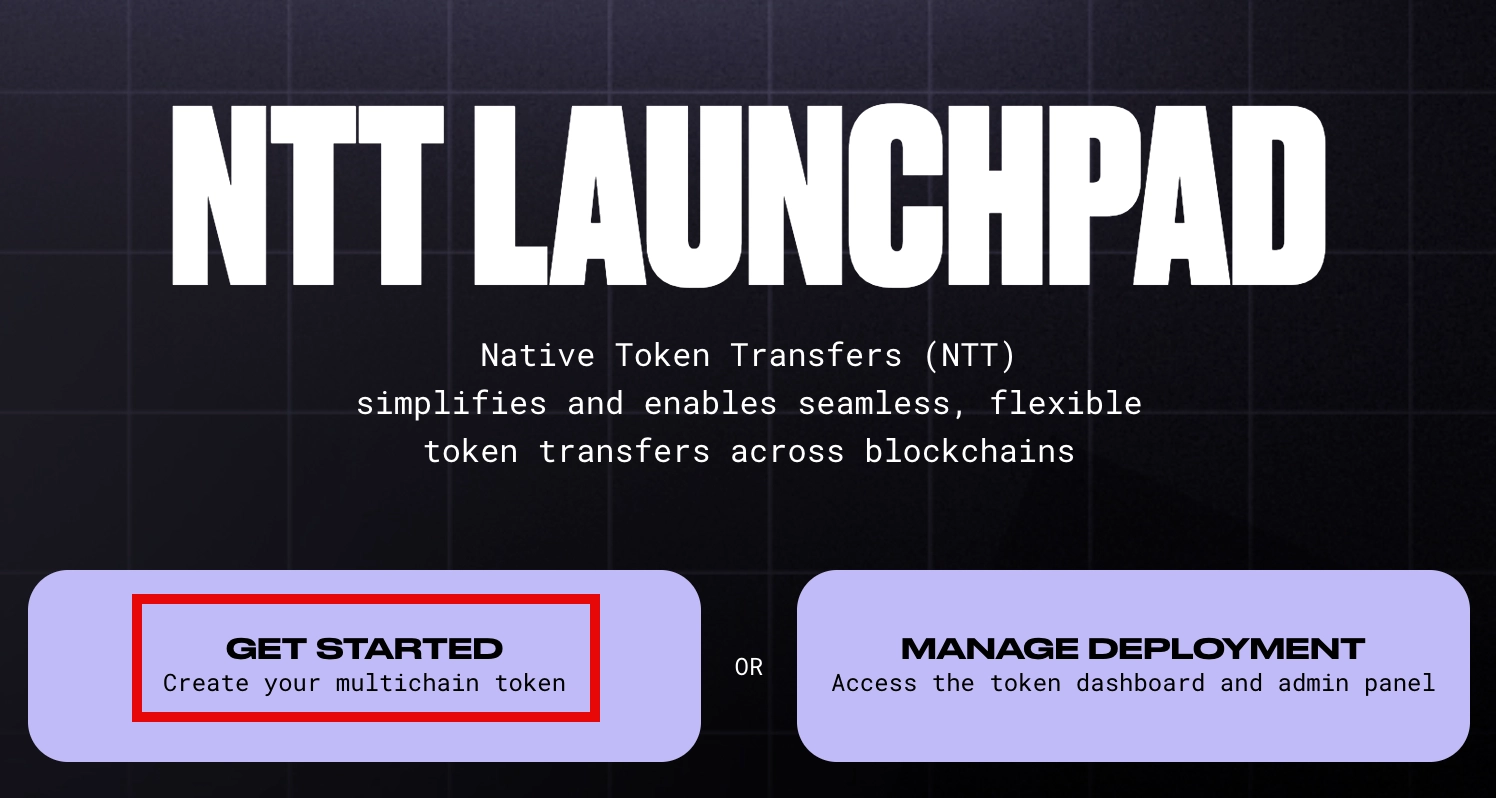 NTT LAUNCHPAD
Native Token Transfers (NTT)
simplifies and enables seamless, flexible
token transfers across blockchains
GET STARTED
Create your multichain token
OR
MANAGE DEPLOYMENT
Access the token dashboard and admin panel